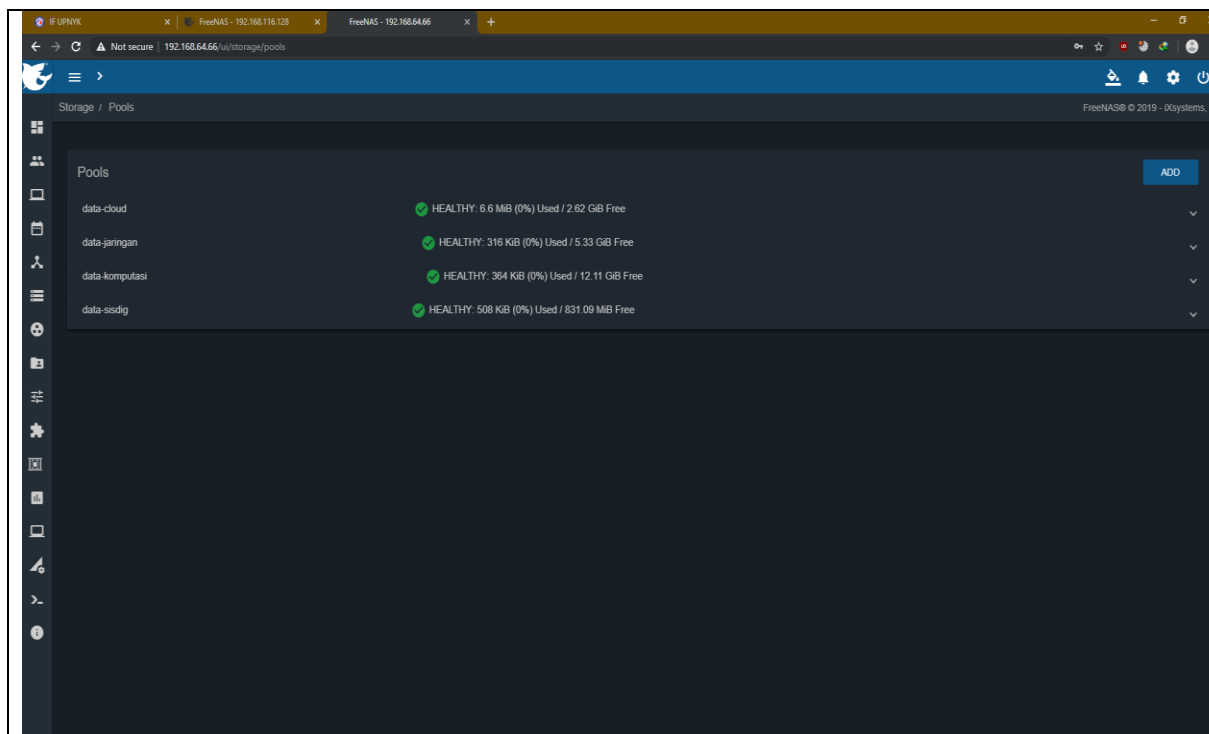 IF UPNYK
FreeNAS - 192.168.116.128
FreeNAS - 192.168.64.66
Not secure | 192.168.64.66/ui/storage/pools
Storage / Pools
FreeNAS® © 2019 - iXsystems,
Pools
ADD
data-cloud
HEALTHY: 6.6 MiB (0%) Used / 2.62 GiB Free
data-jaringan
HEALTHY: 316 KiB (0%) Used / 5.33 GiB Free
data-komputasi
HEALTHY: 364 KiB (0%) Used / 12.11 GiB Free
data-sisdig
HEALTHY: 508 KiB (0%) Used / 831.09 MiB Free